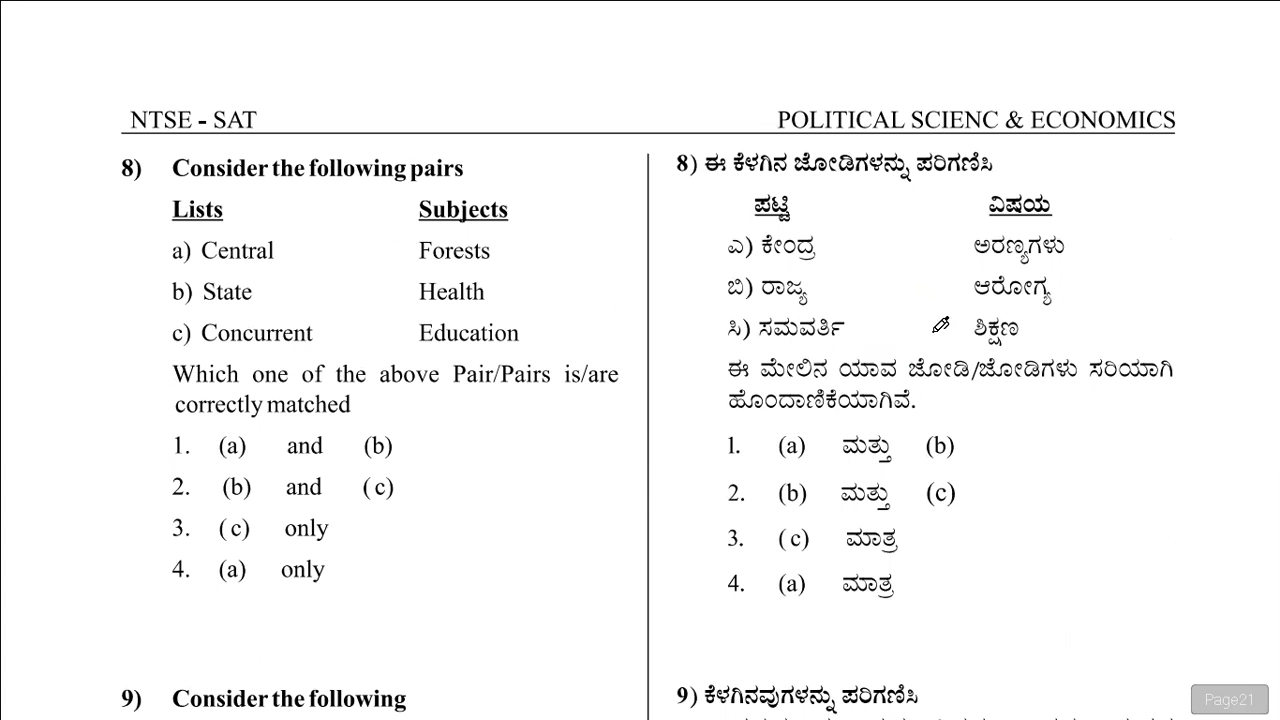 NTSE - SAT
POLITICAL SCIENC & ECONOMICS
8) Consider the following pairs
Lists Subjects
a) Central Forests
b) State Health
c) Concurrent Education
Which one of the above Pair/Pairs is/are
correctly matched
1. (a) and (b)
2. (b) and (c)
3. (c) only
4. (a) only
9) Consider the following
8) ಈ ಕೆಳಗಿನ ಜೋಡಿಗಳನ್ನು ಪರಿಗಣಿಸಿ
ಪಟ್ಟಿ ವಿಷಯ
ಎ) ಕೇಂದ್ರ ಅರಣ್ಯಗಳು
ಬಿ) ರಾಜ್ಯ ಆರೋಗ್ಯ
ಸಿ) ಸಮವರ್ತಿ ಶಿಕ್ಷಣ
ಈ ಮೇಲಿನ ಯಾವ ಜೋಡಿ/ಜೋಡಿಗಳು ಸರಿಯಾಗಿ
ಹೊಂದಾಣಿಕೆಯಾಗಿವೆ.
1. (a) ಮತ್ತು (b)
2. (b) ಮತ್ತು (c)
3. (c) ಮಾತ್ರ
4. (a) ಮಾತ್ರ
9) ಕೆಳಗಿನವುಗಳನ್ನು ಪರಿಗಣಿಸಿ
Page21